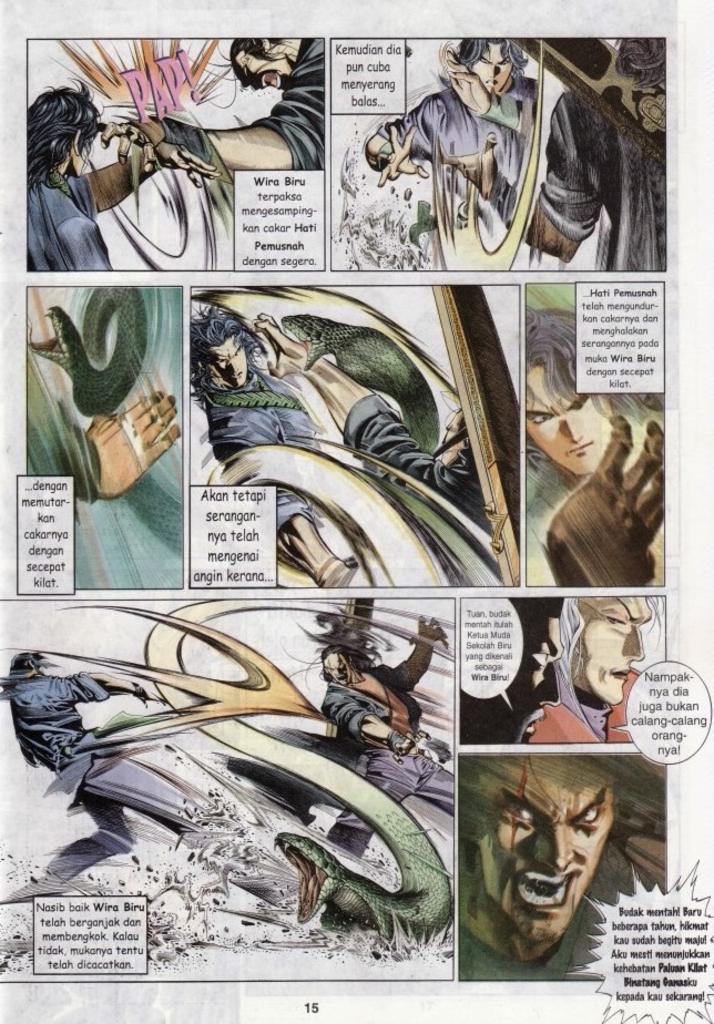 PAP!
Wira Biru
terpaksa
mengesamping-
kan cakar Hati
Pemusnah
dengan segera.
Kemudian dia
pun cuba
menyerang
balas...
...dengan
memutar-
kan
cakarnya
dengan
secepat
kilat.
Akan tetapi
serangan-
nya telah
mengenai
angin kerana...
...Hati Pemusnah
telah mengundur-
kan cakarnya dan
menghalakan
serangannya pada
muka Wira Biru
dengan secepat
kilat.
Nasib baik Wira Biru
telah berganjak dan
membengkok. Kalau
tidak, mukanya tentu
telah dicacatkan.
Tuan, budak
mentah itulah
Ketua Muda
Sekolah Biru
yang dikenali
sebagai
Wira Biru!
Nampak-
nya dia
juga bukan
calang-calang
orang-
nya!
Budak mentah! Baru
beberapa tahun, hikmat
kau sudah begitu maju!
Aku mesti menunjukkan
kehebatan Paluan Kilat
Binatang Ganasku
kepada kau sekarang!
15